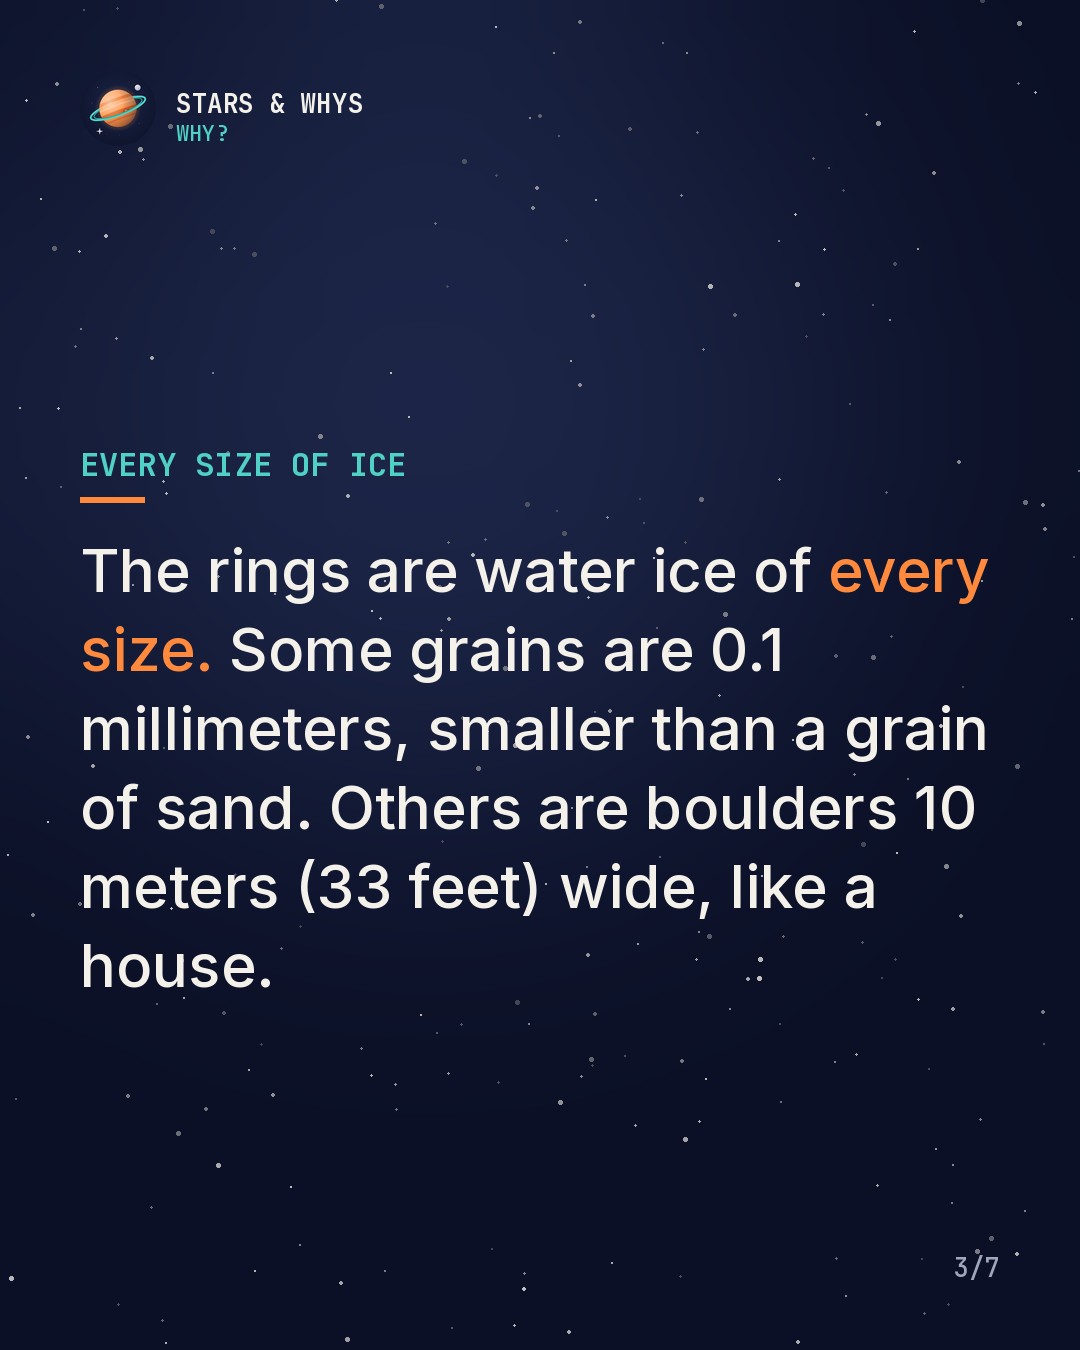 STARS & WHYS
WHY?
EVERY SIZE OF ICE
The rings are water ice of every
size. Some grains are 0.1
millimeters, smaller than a grain
of sand. Others are boulders 10
meters (33 feet) wide, like a
house.
3/7